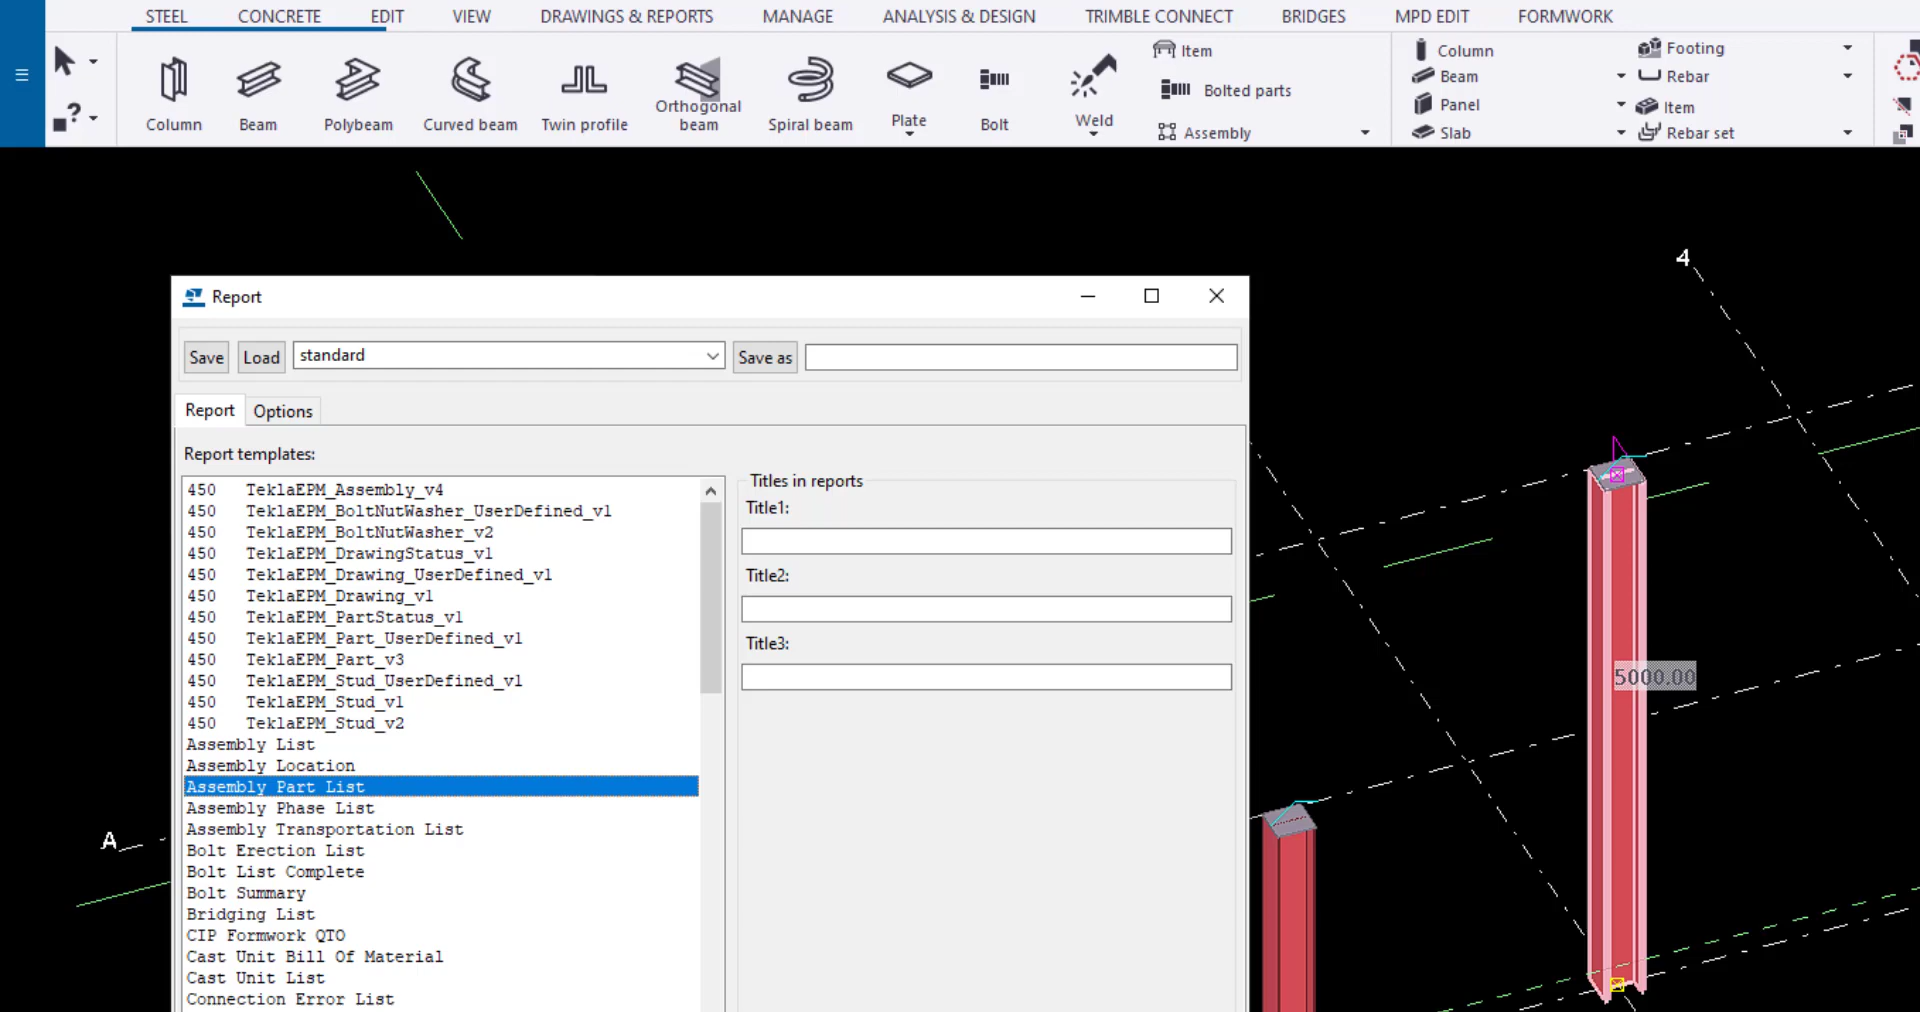 STEEL CONCRETE EDIT VIEW DRAWINGS & REPORTS MANAGE ANALYSIS & DESIGN TRIMBLE CONNECT BRIDGES MPD EDIT FORMWORK
Column
Beam
Polybeam
Curved beam
Twin profile
Orthogonal
beam
Spiral beam
Plate
Bolt
Weld
Item
Bolted parts
Assembly
Column
Beam
Panel
Slab
Footing
Rebar
Item
Rebar set
4
Report
Save Load standard Save as
Report Options
Report templates:
450 TeklaEPM_Assembly_v4
450 TeklaEPM_BoltNutWasher_UserDefined_v1
450 TeklaEPM_BoltNutWasher_v2
450 TeklaEPM_DrawingStatus_v1
450 TeklaEPM_Drawing_UserDefined_v1
450 TeklaEPM_Drawing_v1
450 TeklaEPM_PartStatus_v1
450 TeklaEPM_Part_UserDefined_v1
450 TeklaEPM_Part_v3
450 TeklaEPM_Stud_UserDefined_v1
450 TeklaEPM_Stud_v1
450 TeklaEPM_Stud_v2
Assembly List
Assembly Location
Assembly Part List
Assembly Phase List
Assembly Transportation List
Bolt Erection List
Bolt List Complete
Bolt Summary
Bridging List
CIP Formwork QTO
Cast Unit Bill Of Material
Cast Unit List
Connection Error List
Titles in reports
Title1:
Title2:
Title3:
5000.00
A